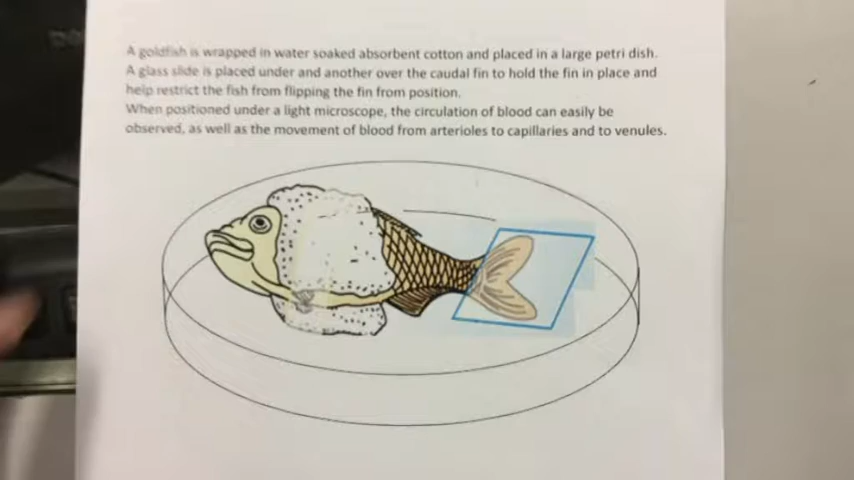 A goldfish is wrapped in water soaked absorbent cotton and placed in a large petri dish.
A glass slide is placed under and another over the caudal fin to hold the fin in place and
help restrict the fish from flipping the fin from position.
When positioned under a light microscope, the circulation of blood can easily be
observed, as well as the movement of blood from arterioles to capillaries and to venules.